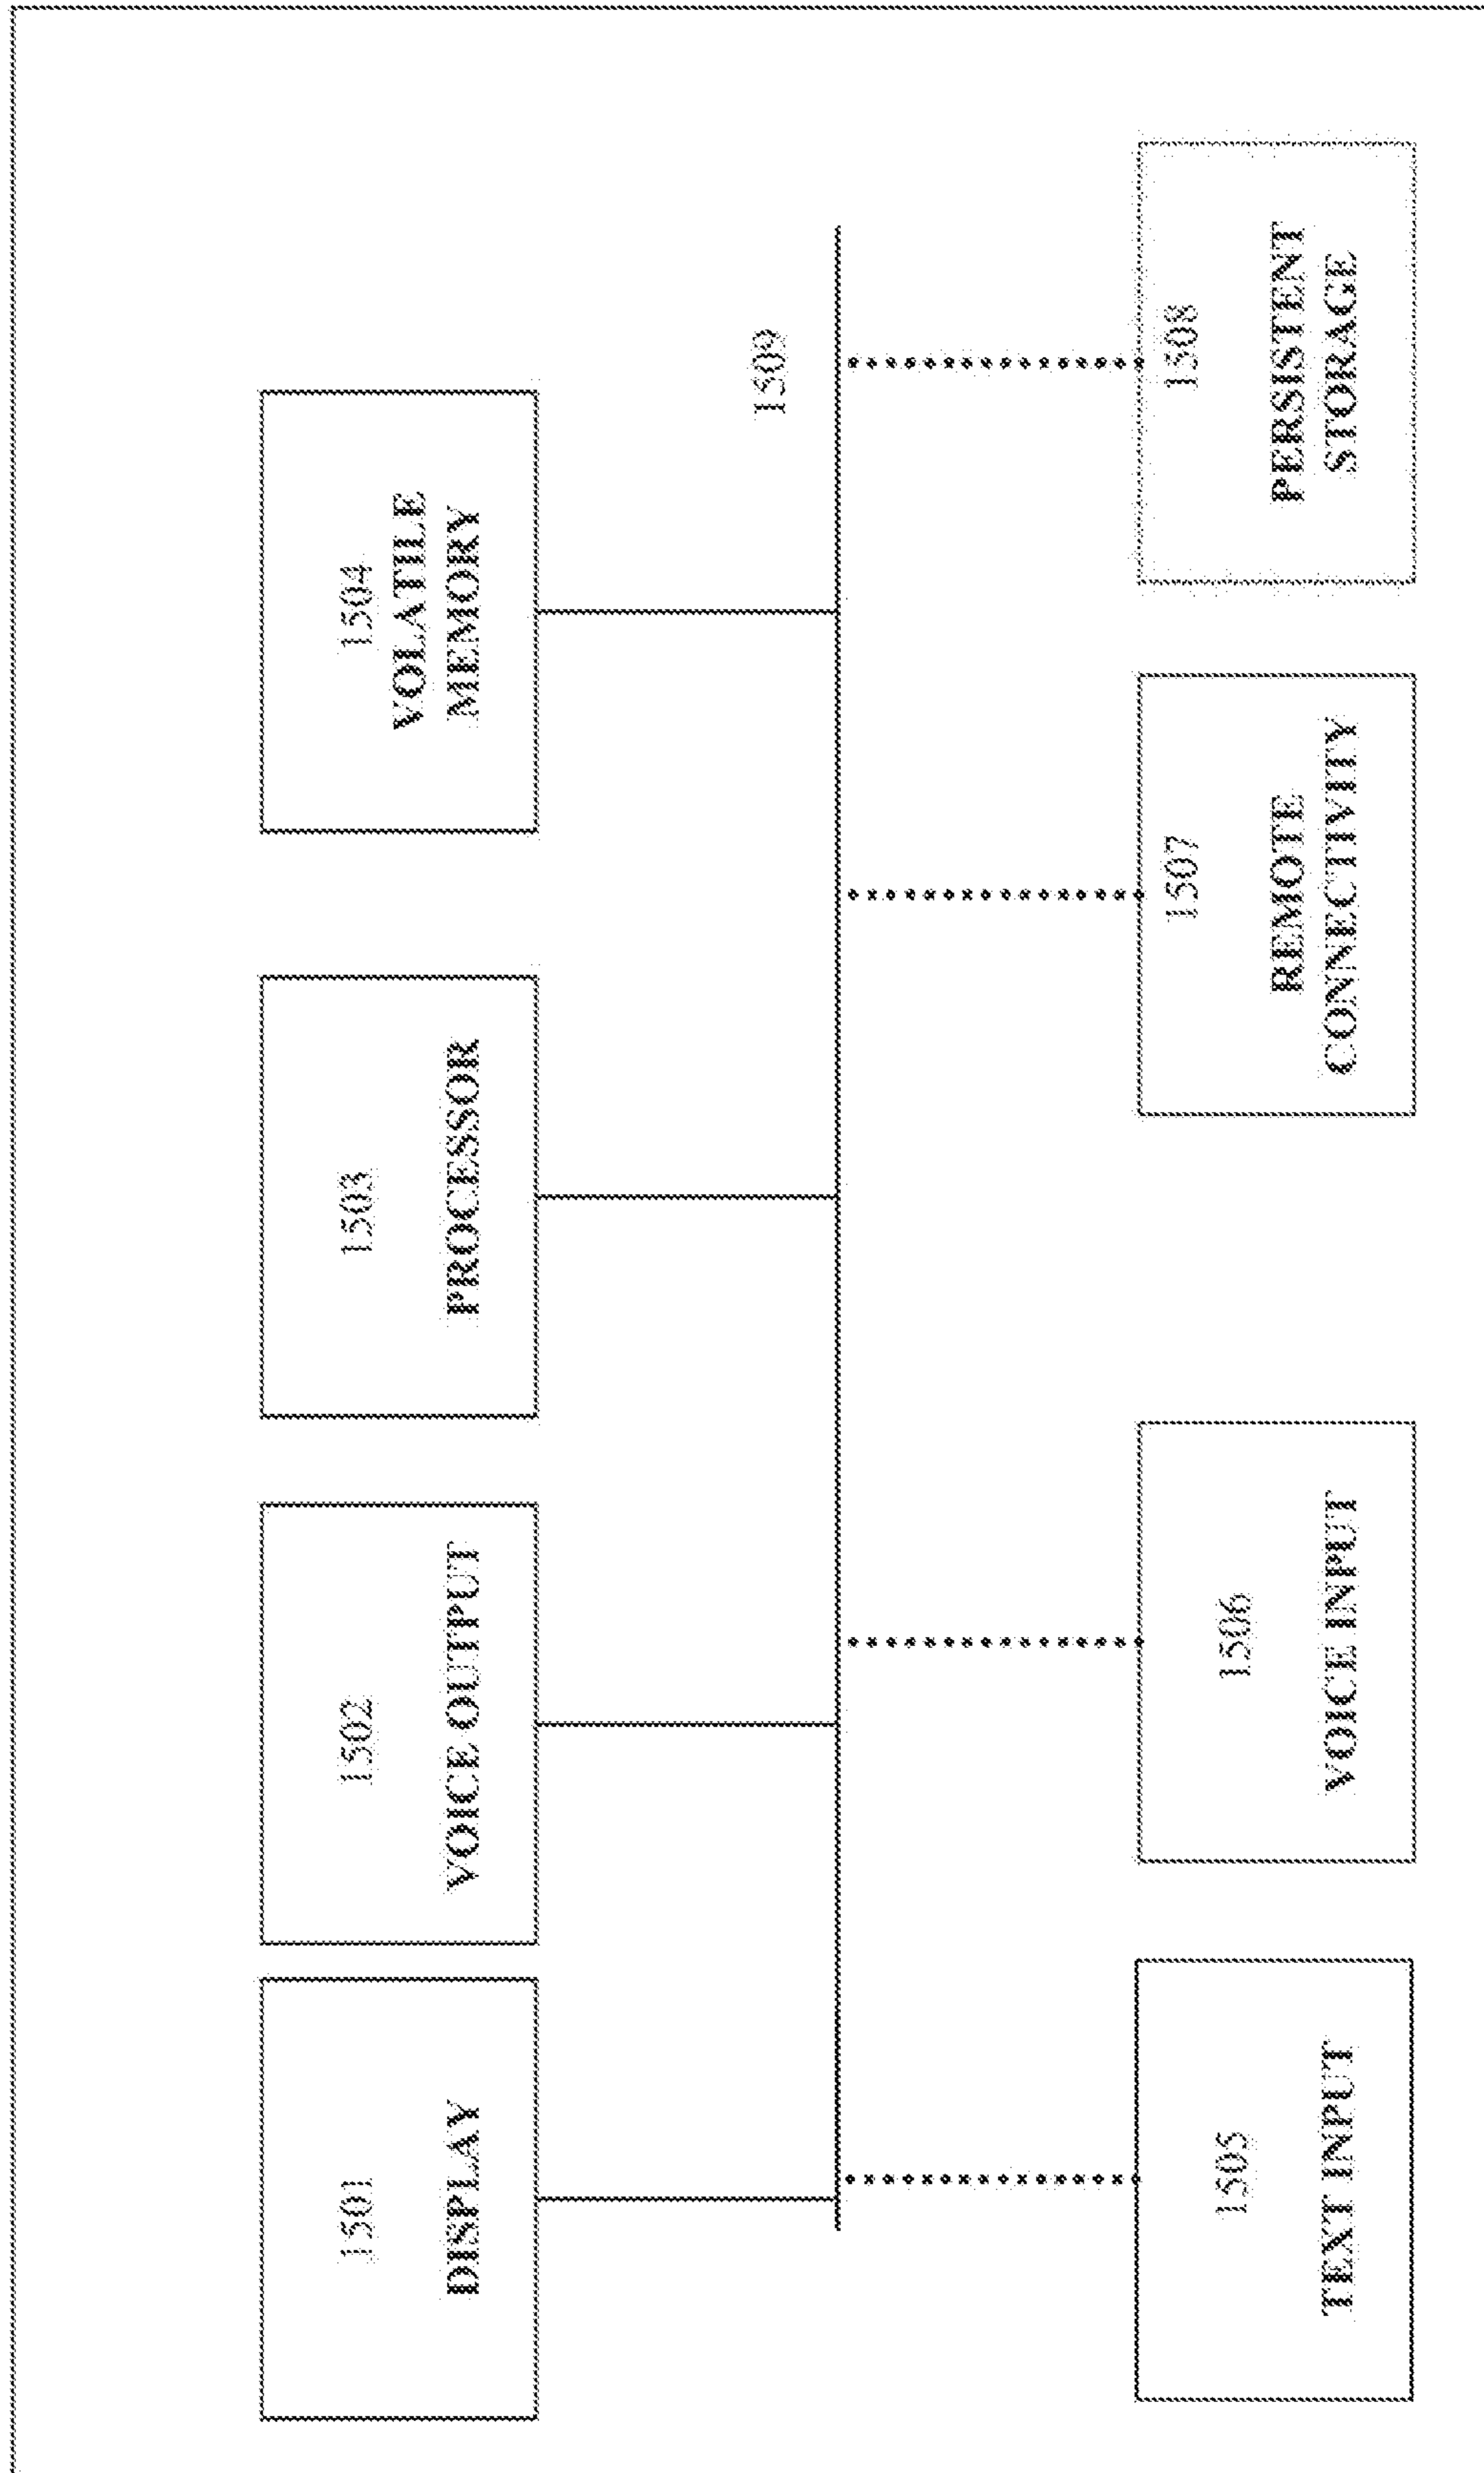 1501
DISPLAY
1502
VOICE OUTPUT
1503
PROCESSOR
1504
VOLATILE
MEMORY
1509
1505
TEXT INPUT
1506
VOICE INPUT
1507
REMOTE
CONNECTIVITY
1508
PERSISTENT
STORAGE